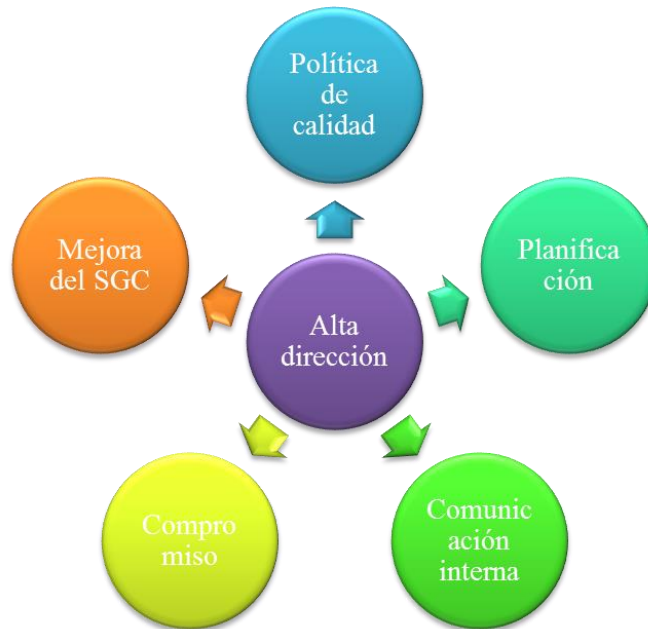 Política
de
calidad
Planifica
ción
Comunic
ación
interna
Compro
miso
Mejora
del SGC
Alta
dirección